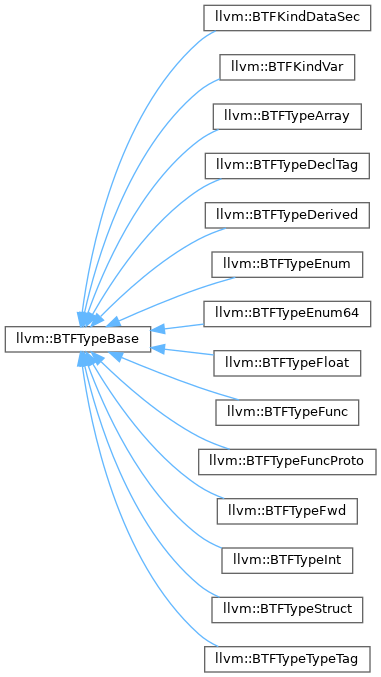 llvm::BTFKindDataSec
llvm::BTFKindVar
llvm::BTFTypeArray
llvm::BTFTypeDeclTag
llvm::BTFTypeDerived
llvm::BTFTypeEnum
llvm::BTFTypeEnum64
llvm::BTFTypeBase
llvm::BTFTypeFloat
llvm::BTFTypeFunc
llvm::BTFTypeFuncProto
llvm::BTFTypeFwd
llvm::BTFTypeInt
llvm::BTFTypeStruct
llvm::BTFTypeTypeTag